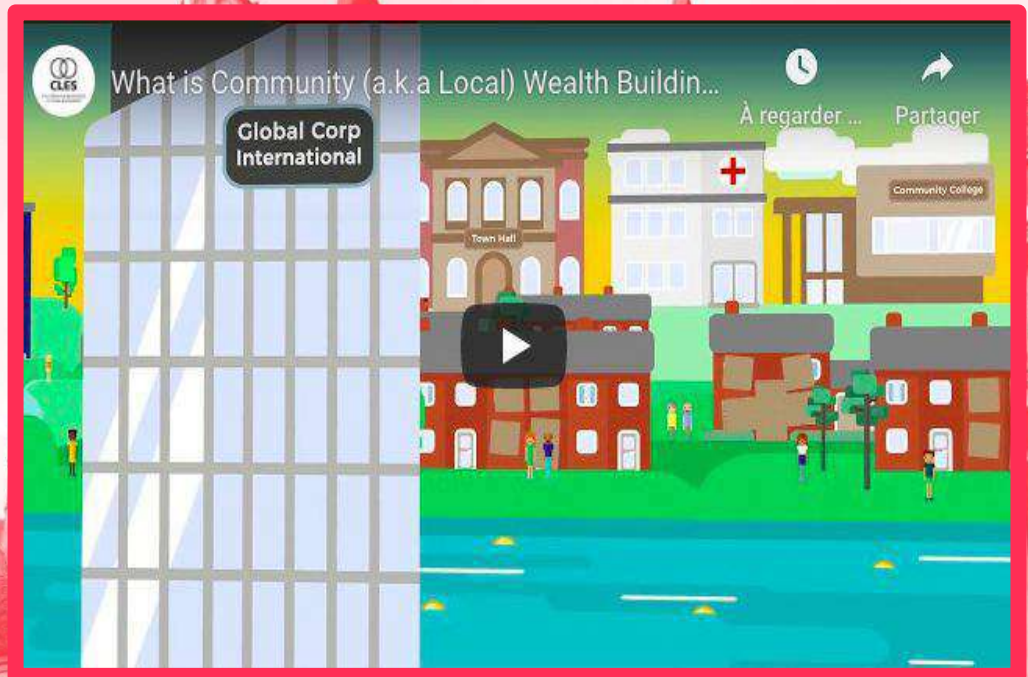 CLES
What is Community (a.k.a Local) Wealth Buildin...
À regarder ...
Partager
Global Corp
International
Town Hall
Community College